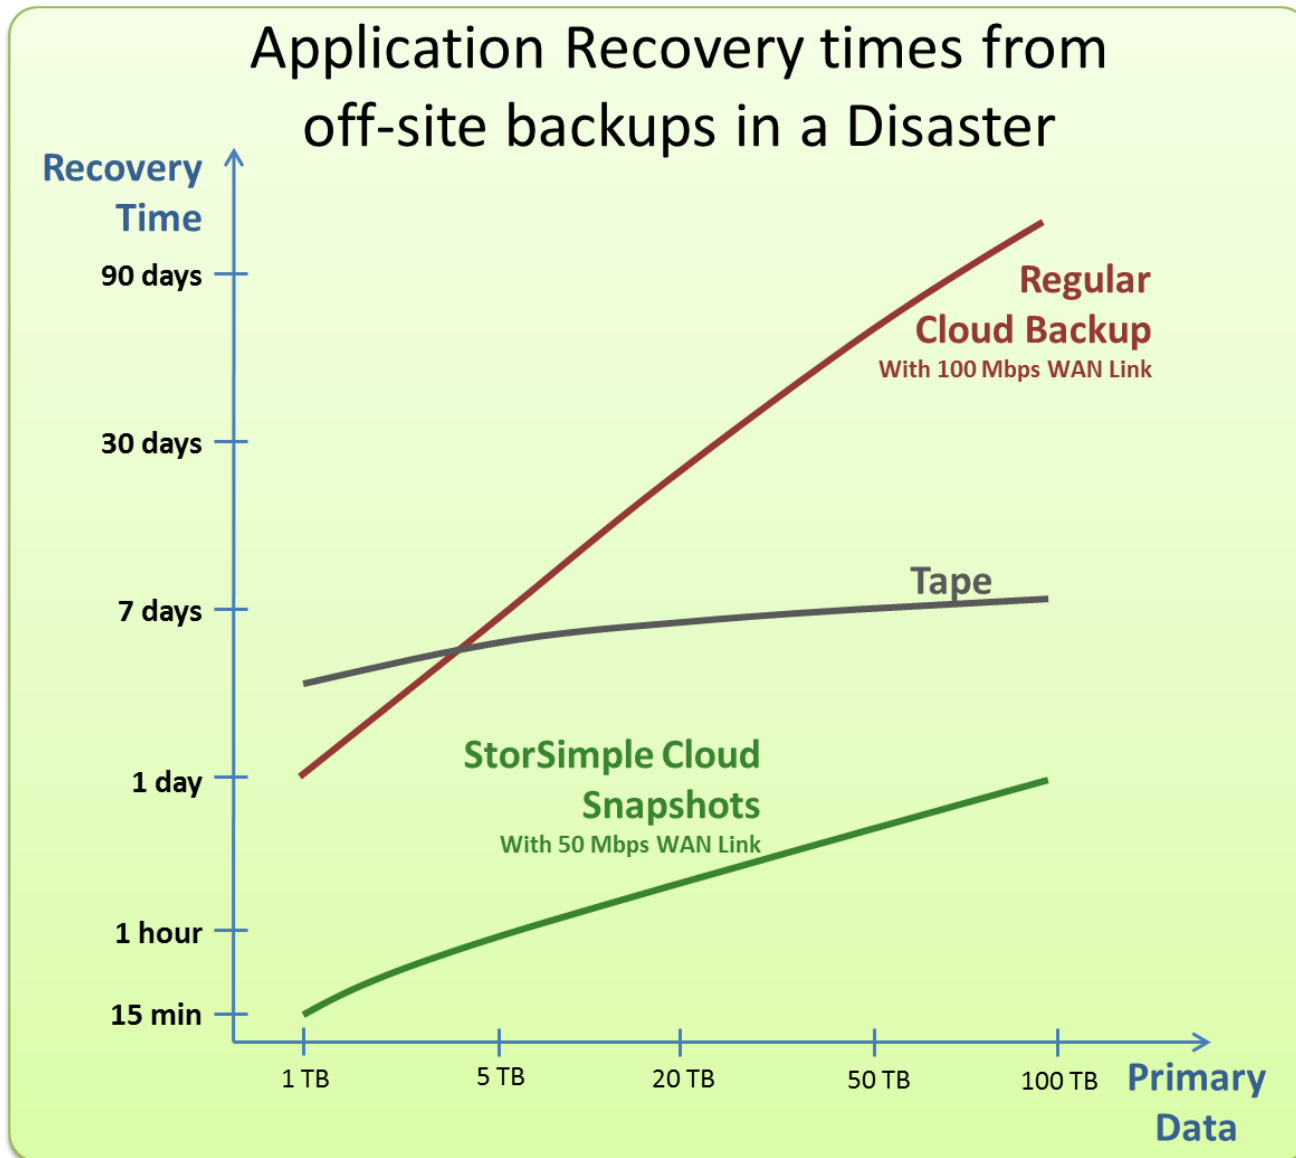 Application Recovery times from
off-site backups in a Disaster
Recovery
Time
90 days
30 days
7 days
1 day
1 hour
15 min
Regular
Cloud Backup
With 100 Mbps WAN Link
Tape
StorSimple Cloud
Snapshots
With 50 Mbps WAN Link
1 TB
5 TB
20 TB
50 TB
100 TB
Primary
Data